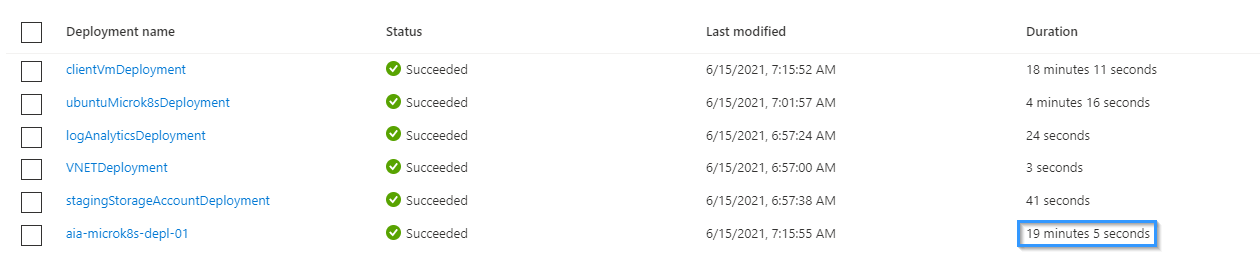 Deployment name Status Last modified Duration
clientVmDeployment Succeeded 6/15/2021, 7:15:52 AM 18 minutes 11 seconds
ubuntuMicrok8sDeployment Succeeded 6/15/2021, 7:01:57 AM 4 minutes 16 seconds
logAnalyticsDeployment Succeeded 6/15/2021, 6:57:24 AM 24 seconds
VNETDeployment Succeeded 6/15/2021, 6:57:00 AM 3 seconds
stagingStorageAccountDeployment Succeeded 6/15/2021, 6:57:38 AM 41 seconds
aia-microk8s-depl-01 Succeeded 6/15/2021, 7:15:55 AM 19 minutes 5 seconds